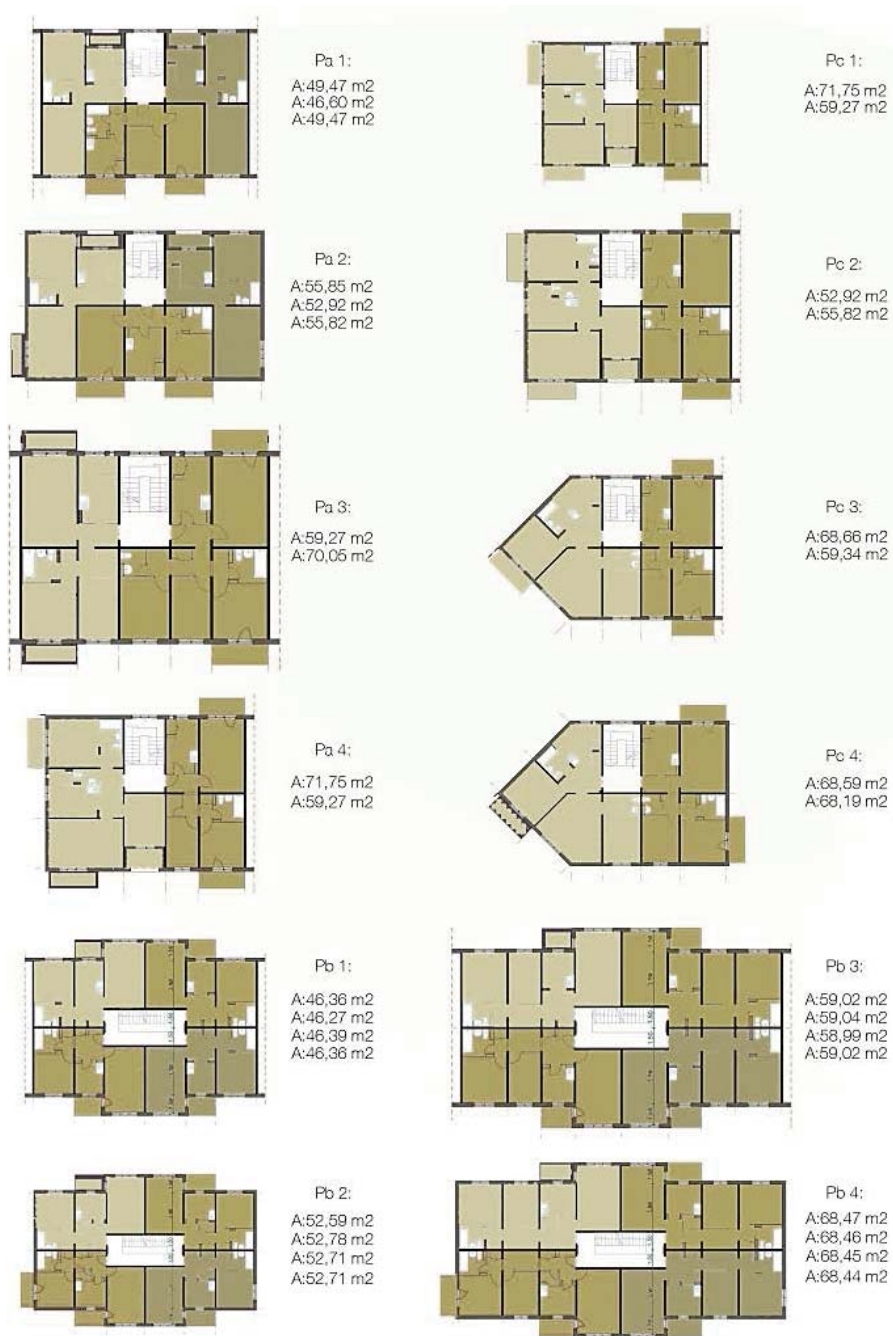 Pa 1:
A:49,47 m2
A:46,60 m2
A:49,47 m2
Pc 1:
A:71,75 m2
A:59,27 m2
Pa 2:
A:55,85 m2
A:52,92 m2
A:55,82 m2
Pc 2:
A:52,92 m2
A:55,82 m2
Pa 3:
A:59,27 m2
A:70,05 m2
Pc 3:
A:68,66 m2
A:59,34 m2
Pa 4:
A:71,75 m2
A:59,27 m2
Pc 4:
A:68,59 m2
A:68,19 m2
Pb 1:
A:46,36 m2
A:46,27 m2
A:46,39 m2
A:46,36 m2
Pb 3:
A:59,02 m2
A:59,04 m2
A:58,99 m2
A:59,02 m2
Pb 2:
A:52,59 m2
A:52,78 m2
A:52,71 m2
A:52,71 m2
Pb 4:
A:68,47 m2
A:68,46 m2
A:68,45 m2
A:68,44 m2